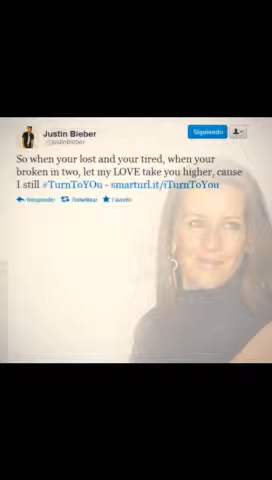 Justin Bieber
@justinbieber
Siguiendo
So when your lost and your tired, when your
broken in two, let my LOVE take you higher, cause
I still #TurnToYOu - smarturl.it/iTurnToYou
Responder Retwittear Favorito